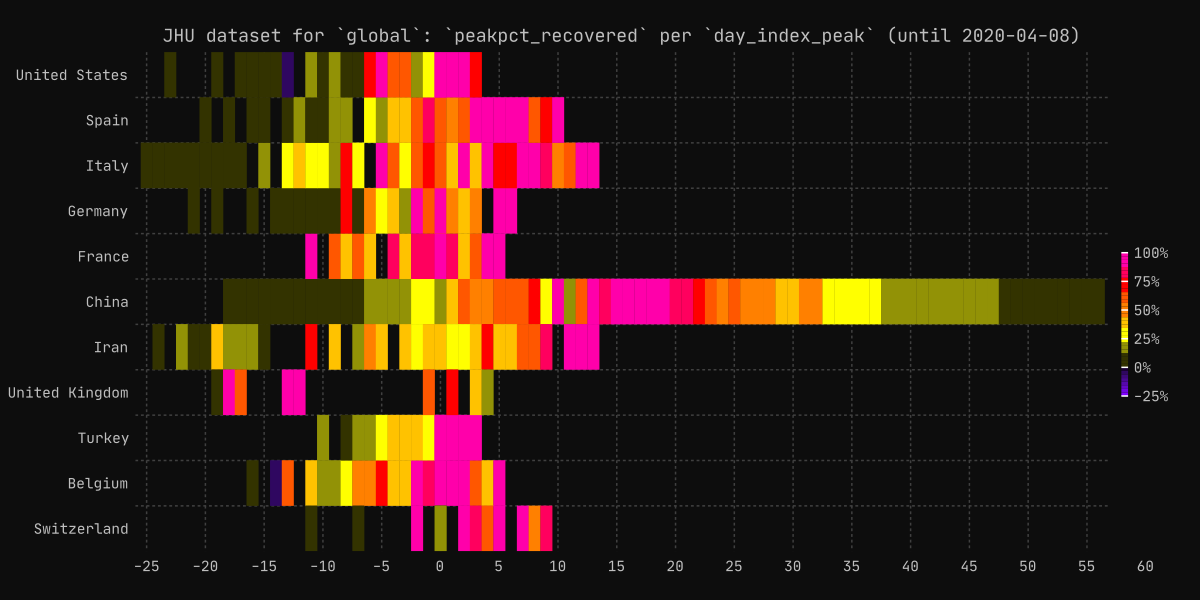 JHU dataset for `global`: `peakpct_recovered` per `day_index_peak` (until 2020-04-08)
United States
Spain
Italy
Germany
France
China
Iran
United Kingdom
Turkey
Belgium
Switzerland
100%
75%
50%
25%
0%
−25%
−25 −20 −15 −10 −5 0 5 10 15 20 25 30 35 40 45 50 55 60